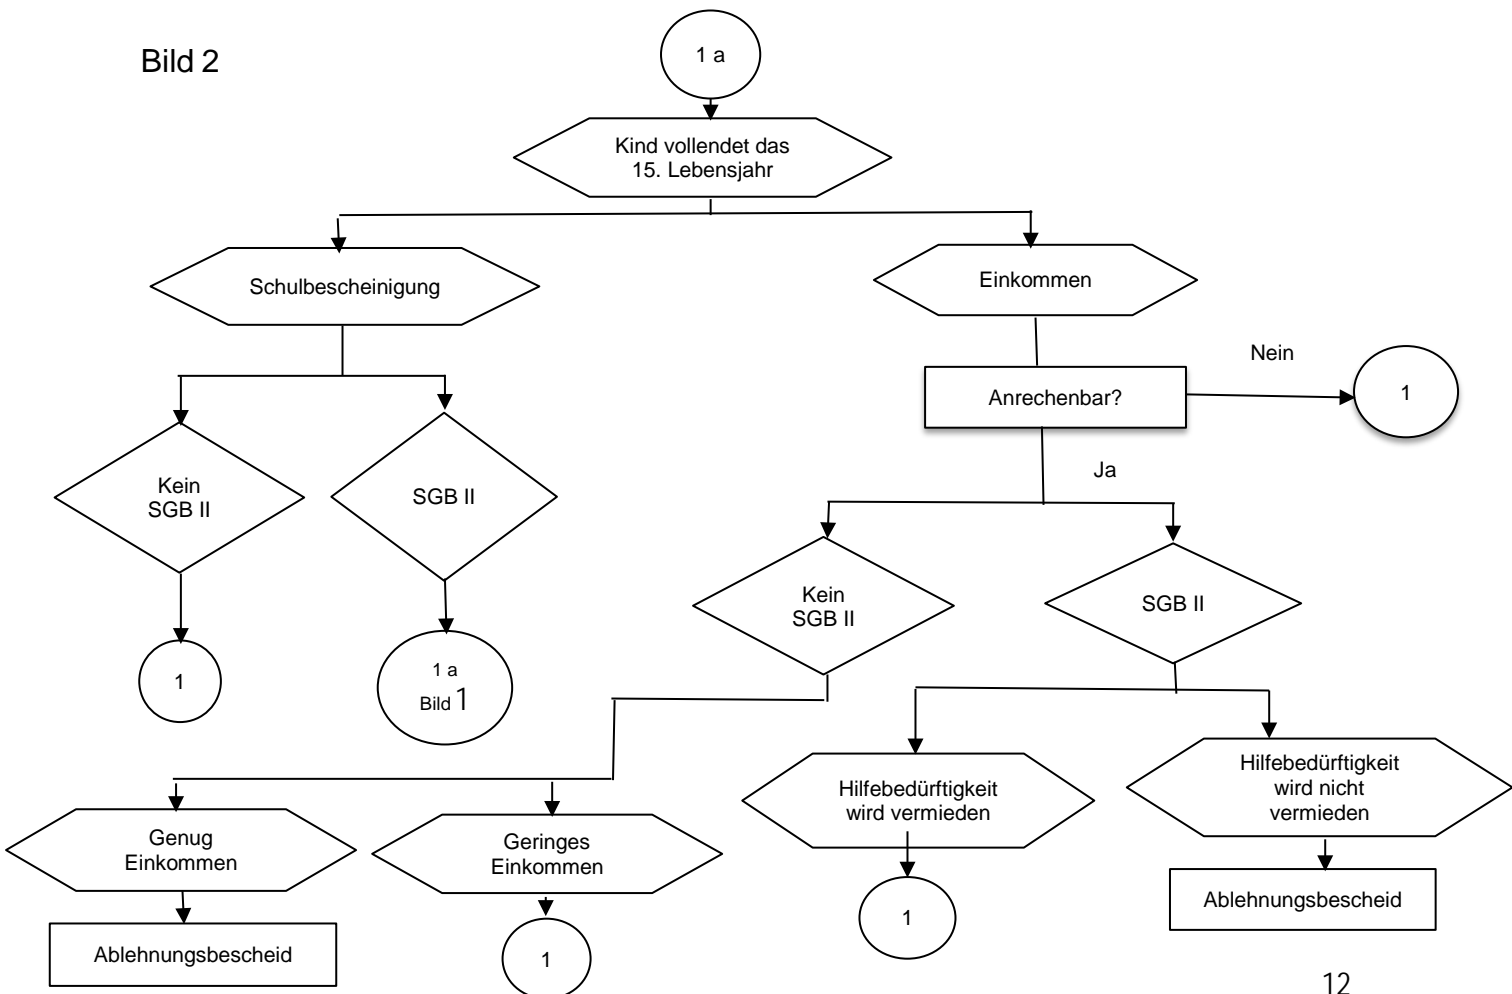 Bild 2
1 a
Kind vollendet das
15. Lebensjahr
Schulbescheinigung
Einkommen
Nein
Anrechenbar?
1
Ja
Kein
SGB II
SGB II
Kein
SGB II
SGB II
1
1 a
Bild 1
Hilfebedürftigkeit
wird vermieden
Hilfebedürftigkeit
wird nicht
vermieden
Genug
Einkommen
Geringes
Einkommen
1
Ablehnungsbescheid
Ablehnungsbescheid
1
12